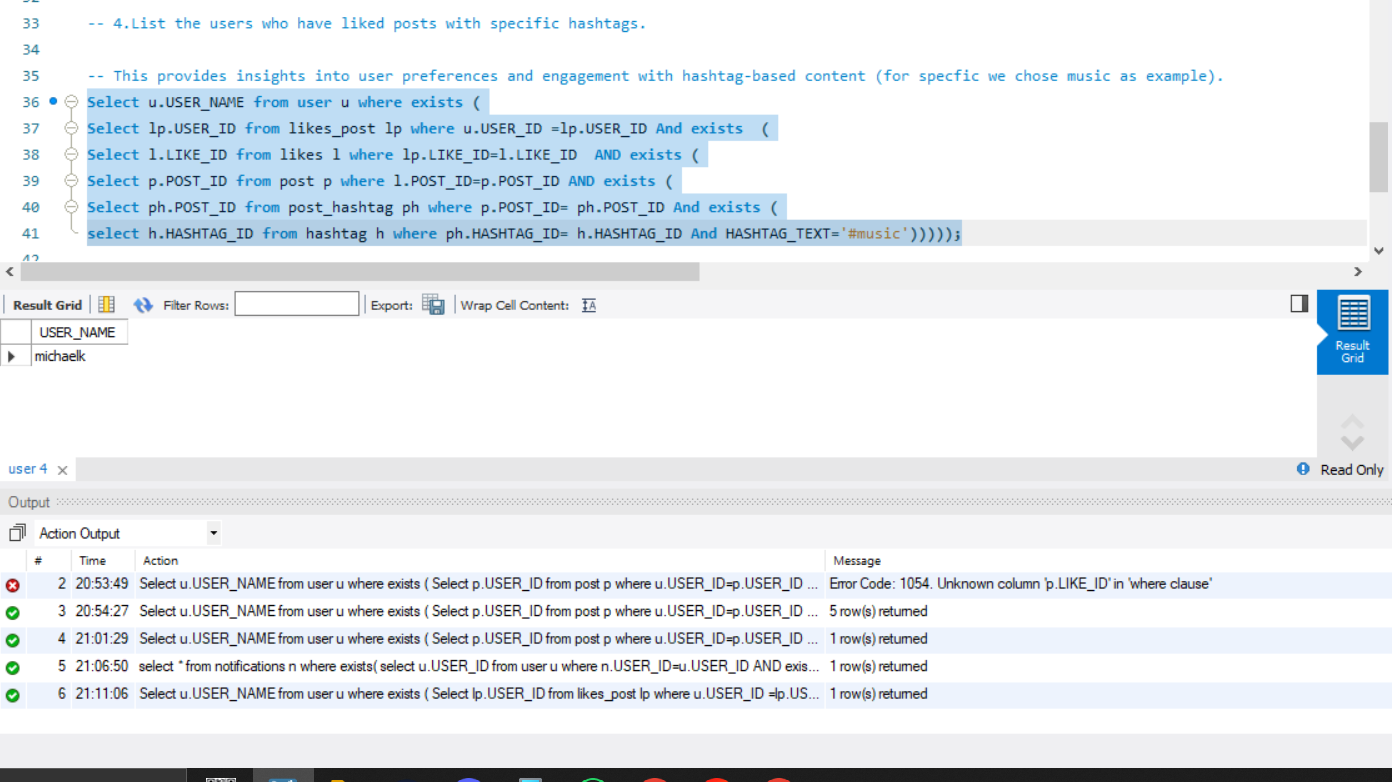 33 -- 4.List the users who have liked posts with specific hashtags.
34
35 -- This provides insights into user preferences and engagement with hashtag-based content (for specfic we chose music as example).
36 Select u.USER_NAME from user u where exists (
37 Select lp.USER_ID from likes_post lp where u.USER_ID =lp.USER_ID And exists  (
38 Select l.LIKE_ID from likes l where lp.LIKE_ID=l.LIKE_ID  AND exists (
39 Select p.POST_ID from post p where l.POST_ID=p.POST_ID AND exists (
40 Select ph.POST_ID from post_hashtag ph where p.POST_ID= ph.POST_ID And exists (
41 select h.HASHTAG_ID from hashtag h where ph.HASHTAG_ID= h.HASHTAG_ID And HASHTAG_TEXT='#music')))));
42
Result Grid Filter Rows: Export: Wrap Cell Content: IA
USER_NAME
michaelk
Result
Grid
user 4 Read Only
Output
Action Output
# Time Action Message
2 20:53:49 Select u.USER_NAME from user u where exists ( Select p.USER_ID from post p where u.USER_ID=p.USER_ID ... Error Code: 1054. Unknown column 'p.LIKE_ID' in 'where clause'
3 20:54:27 Select u.USER_NAME from user u where exists ( Select p.USER_ID from post p where u.USER_ID=p.USER_ID ... 5 row(s) returned
4 21:01:29 Select u.USER_NAME from user u where exists ( Select p.USER_ID from post p where u.USER_ID=p.USER_ID ... 1 row(s) returned
5 21:06:50 select * from notifications n where exists( select u.USER_ID from user u where n.USER_ID=u.USER_ID AND exis... 1 row(s) returned
6 21:11:06 Select u.USER_NAME from user u where exists ( Select lp.USER_ID from likes_post lp where u.USER_ID =lp.US... 1 row(s) returned